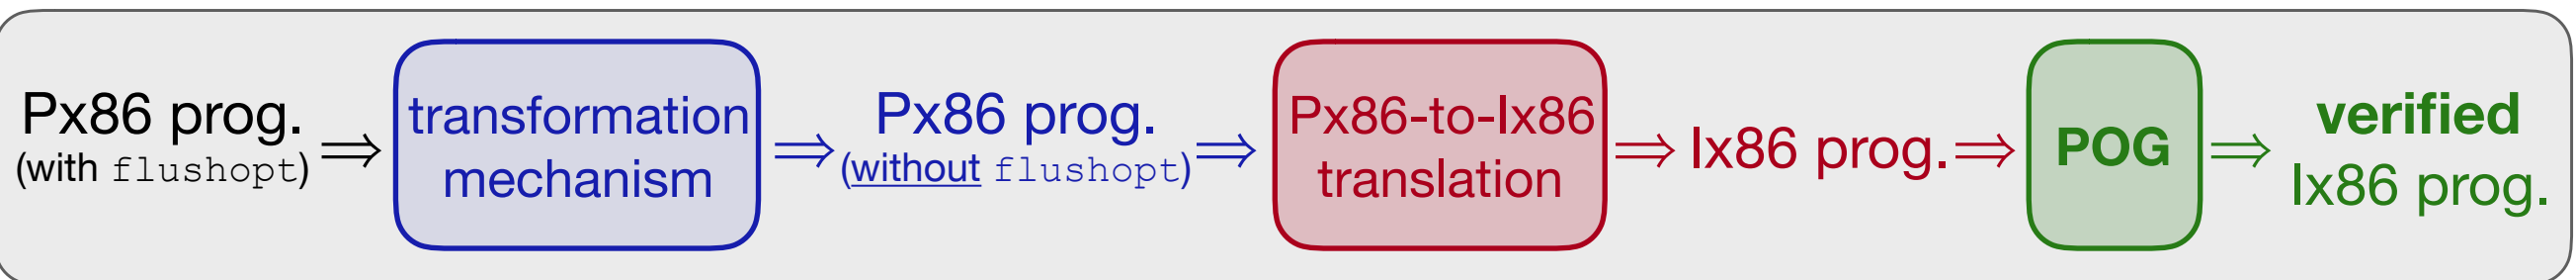 Px86 prog.
(with flushopt)
⇒
transformation
mechanism
⇒
Px86 prog.
(without flushopt)
⇒
Px86-to-Ix86
translation
⇒
Ix86 prog.
⇒
POG
⇒
verified
Ix86 prog.